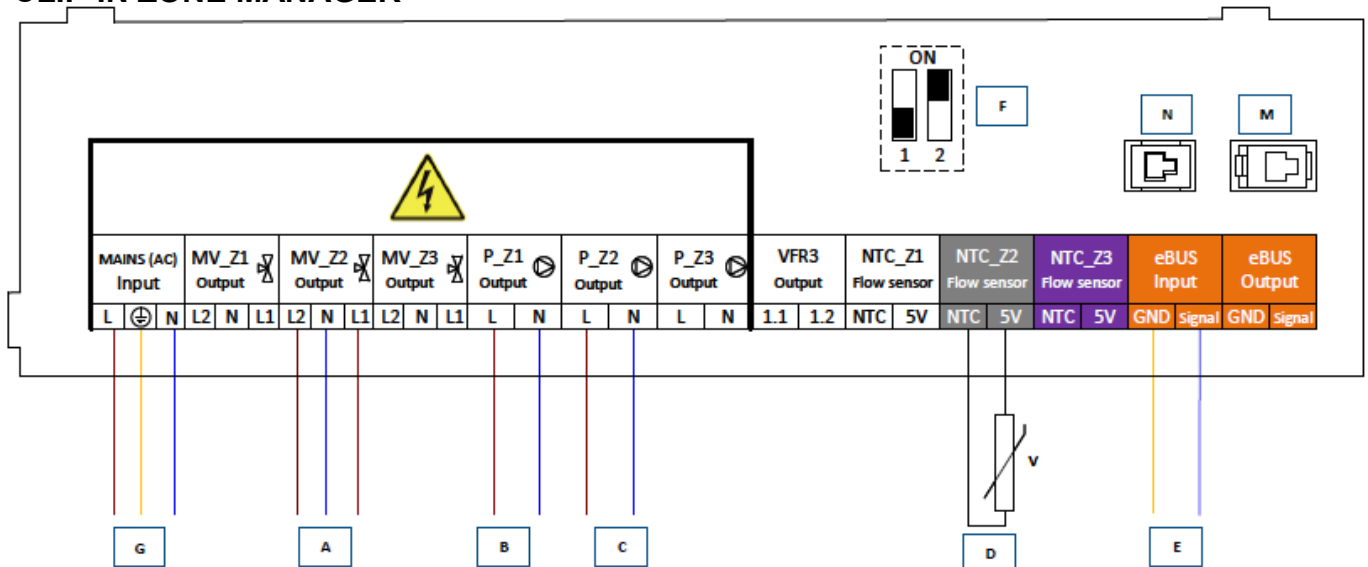 ON
1 2
F
N
M
MAINS (AC) Input
MV_Z1 Output
MV_Z2 Output
MV_Z3 Output
P_Z1 Output
P_Z2 Output
P_Z3 Output
VFR3 Output
NTC_Z1 Flow sensor
NTC_Z2 Flow sensor
NTC_Z3 Flow sensor
eBUS Input
eBUS Output
L N L2 N L1 L2 N L1 L2 N L1 L N L N L N 1.1 1.2 NTC 5V NTC 5V NTC 5V GND Signal GND Signal
V
G
A
B
C
D
E